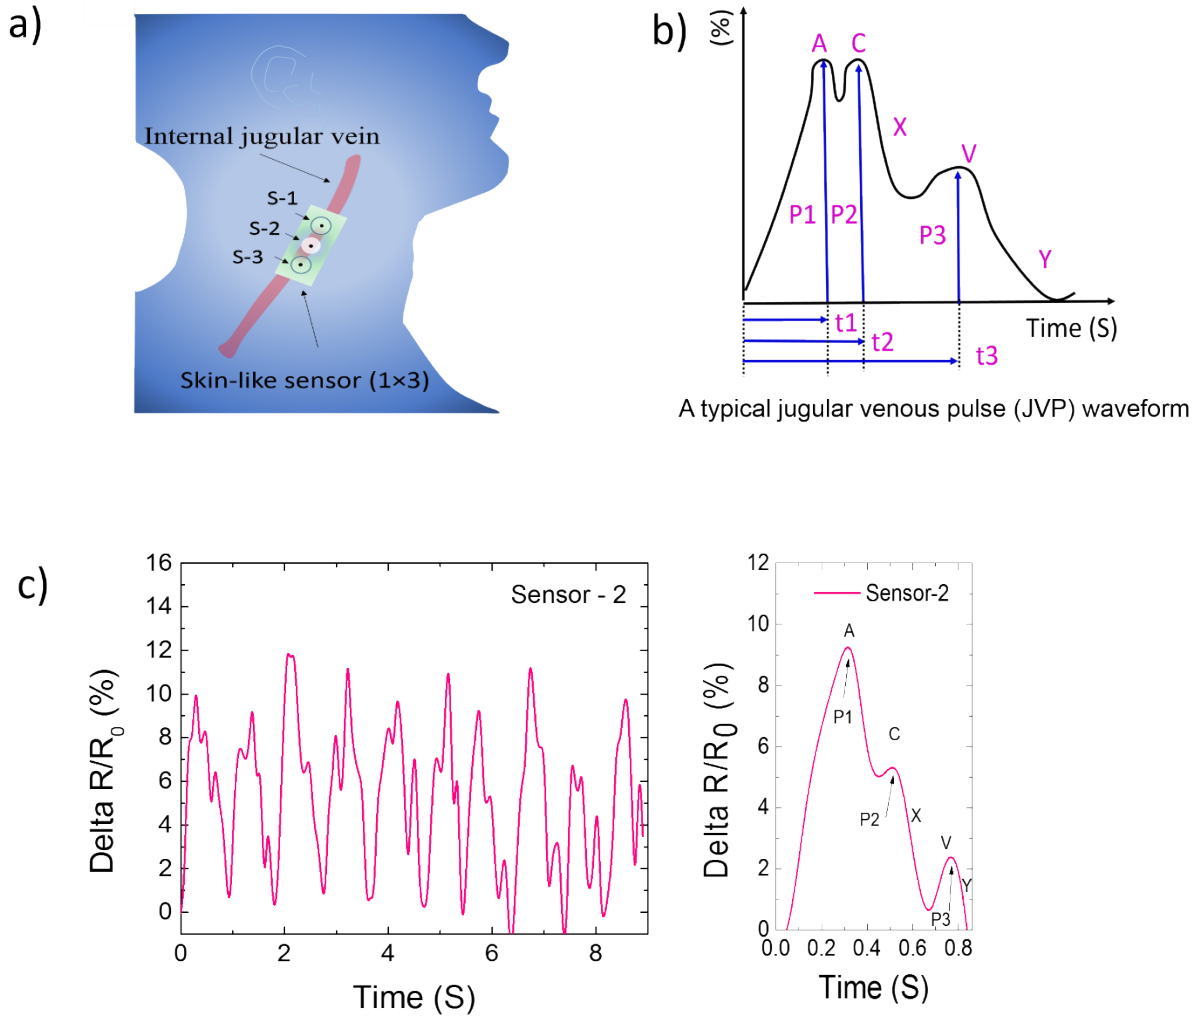 a)
Internal jugular vein
S-1
S-2
S-3
Skin-like sensor (1×3)
b)
(%)
A
C
X
V
P1
P2
P3
Y
t1
t2
t3
Time (S)
A typical jugular venous pulse (JVP) waveform
c)
16
14
12
10
8
6
4
2
0
Delta R/R0 (%)
Sensor - 2
0
2
4
6
8
Time (S)
12
10
8
6
4
2
0
Delta R/R0 (%)
Sensor-2
A
P1
C
P2
X
V
Y
P3
0.0
0.2
0.4
0.6
0.8
Time (S)